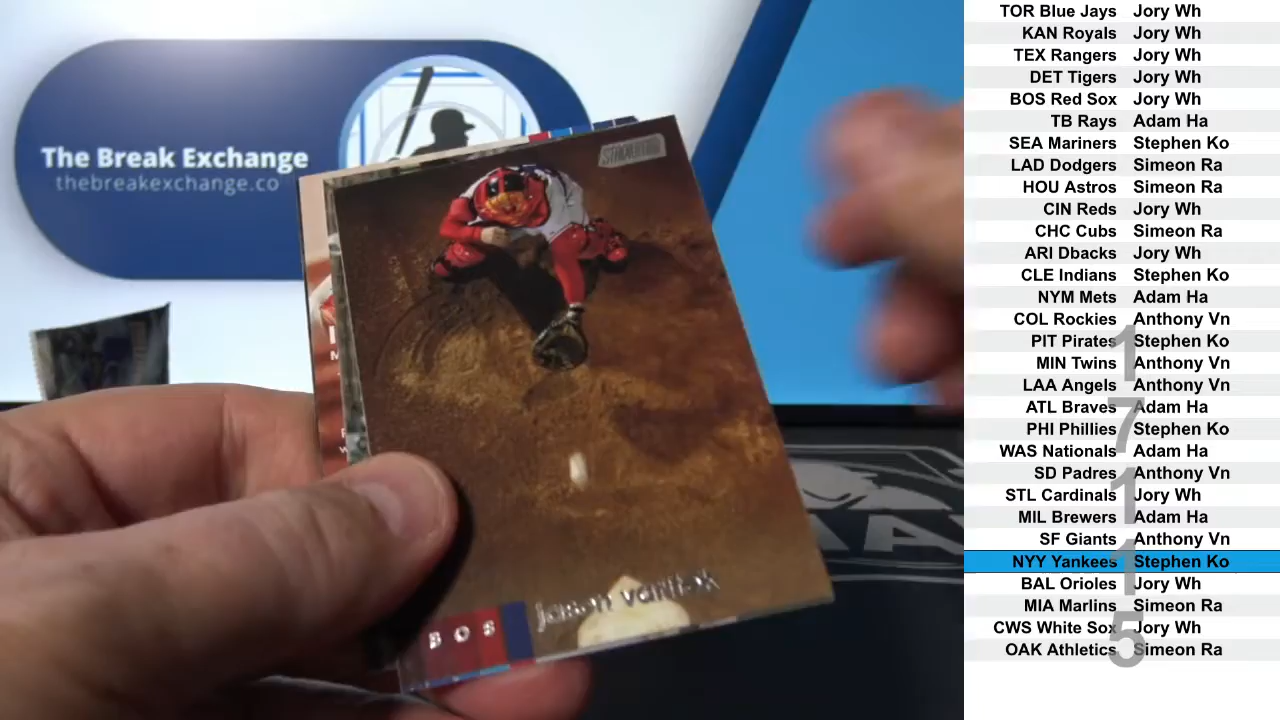 The Break Exchange
thebreakexchange.co
STADIUM
Jason Varitek
BOS
TOR Blue Jays Jory Wh
KAN Royals Jory Wh
TEX Rangers Jory Wh
DET Tigers Jory Wh
BOS Red Sox Jory Wh
TB Rays Adam Ha
SEA Mariners Stephen Ko
LAD Dodgers Simeon Ra
HOU Astros Simeon Ra
CIN Reds Jory Wh
CHC Cubs Simeon Ra
ARI Dbacks Jory Wh
CLE Indians Stephen Ko
NYM Mets Adam Ha
COL Rockies Anthony Vn
PIT Pirates Stephen Ko
MIN Twins Anthony Vn
LAA Angels Anthony Vn
ATL Braves Adam Ha
PHI Phillies Stephen Ko
WAS Nationals Adam Ha
SD Padres Anthony Vn
STL Cardinals Jory Wh
MIL Brewers Adam Ha
SF Giants Anthony Vn
NYY Yankees Stephen Ko
BAL Orioles Jory Wh
MIA Marlins Simeon Ra
CWS White Sox Jory Wh
OAK Athletics Simeon Ra
1
7
1
1
5